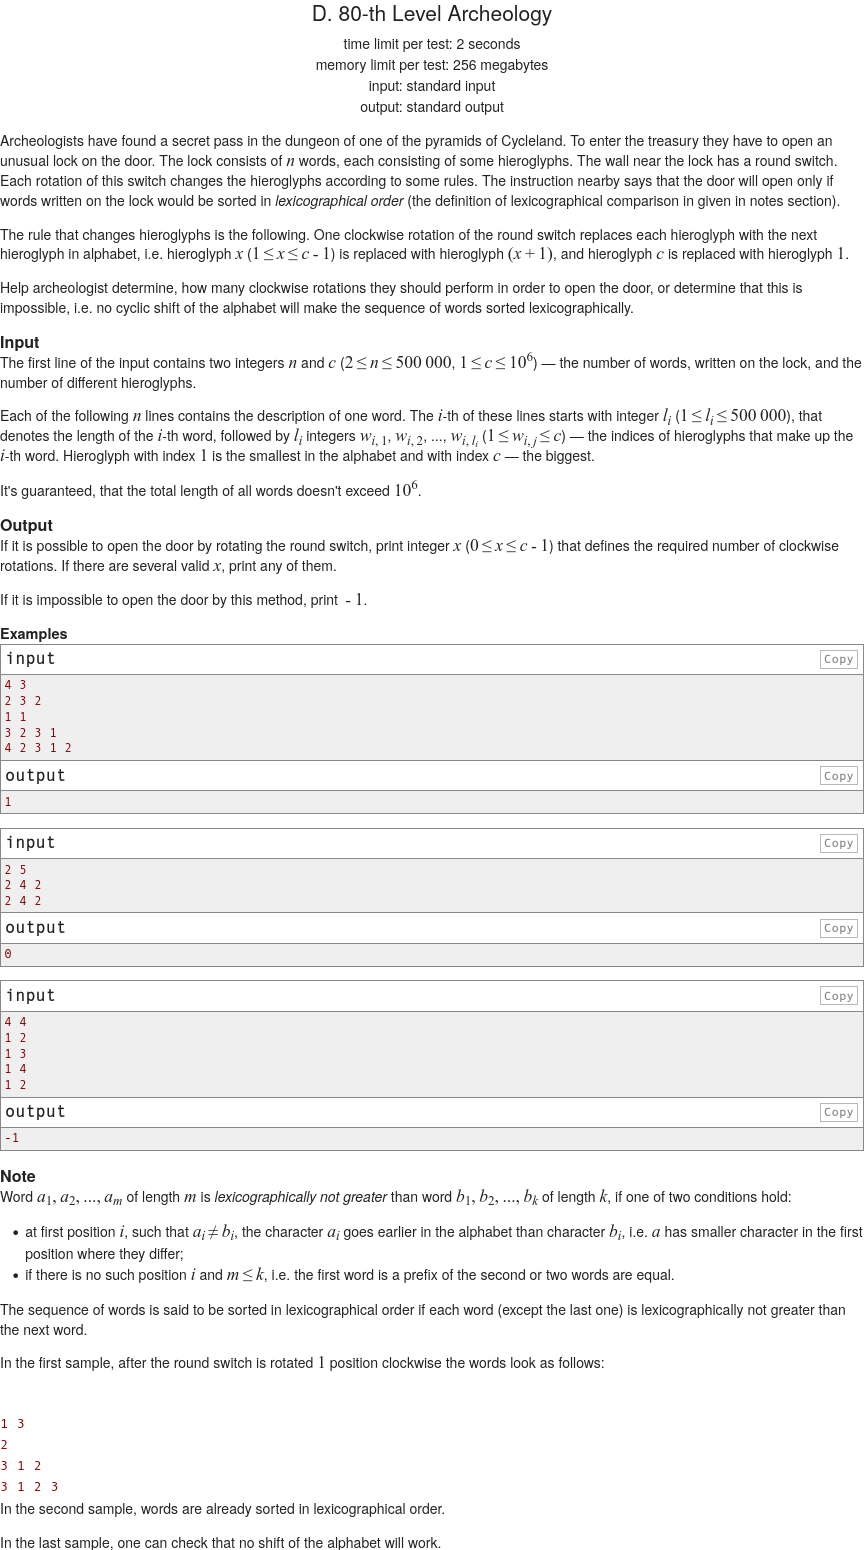 D. 80-th Level Archeology
time limit per test: 2 seconds
memory limit per test: 256 megabytes
input: standard input
output: standard output
Archeologists have found a secret pass in the dungeon of one of the pyramids of Cycleland. To enter the treasury they have to open an
unusual lock on the door. The lock consists of n words, each consisting of some hieroglyphs. The wall near the lock has a round switch.
Each rotation of this switch changes the hieroglyphs according to some rules. The instruction nearby says that the door will open only if
words written on the lock would be sorted in lexicographical order (the definition of lexicographical comparison in given in notes section).
The rule that changes hieroglyphs is the following. One clockwise rotation of the round switch replaces each hieroglyph with the next
hieroglyph in alphabet, i.e. hieroglyph x (1 ≤ x ≤ c - 1) is replaced with hieroglyph (x + 1), and hieroglyph c is replaced with hieroglyph 1.
Help archeologist determine, how many clockwise rotations they should perform in order to open the door, or determine that this is
impossible, i.e. no cyclic shift of the alphabet will make the sequence of words sorted lexicographically.
Input
The first line of the input contains two integers n and c (2 ≤ n ≤ 500 000, 1 ≤ c ≤ 10^6) — the number of words, written on the lock, and the
number of different hieroglyphs.
Each of the following n lines contains the description of one word. The i-th of these lines starts with integer l_i (1 ≤ l_i ≤ 500 000), that
denotes the length of the i-th word, followed by l_i integers w_{i, 1}, w_{i, 2}, ..., w_{i, l_i} (1 ≤ w_{i, j} ≤ c) — the indices of hieroglyphs that make up the
i-th word. Hieroglyph with index 1 is the smallest in the alphabet and with index c — the biggest.
It's guaranteed, that the total length of all words doesn't exceed 10^6.
Output
If it is possible to open the door by rotating the round switch, print integer x (0 ≤ x ≤ c - 1) that defines the required number of clockwise
rotations. If there are several valid x, print any of them.
If it is impossible to open the door by this method, print - 1.
Examples
input
Copy
4 3
2 3 2
1 1
3 2 3 1
4 2 3 1 2
output
Copy
1
input
Copy
2 5
2 4 2
2 4 2
output
Copy
0
input
Copy
4 4
1 2
1 3
1 4
1 2
output
Copy
-1
Note
Word a_1, a_2, ..., a_m of length m is lexicographically not greater than word b_1, b_2, ..., b_k of length k, if one of two conditions hold:
• at first position i, such that a_i ≠ b_i, the character a_i goes earlier in the alphabet than character b_i, i.e. a has smaller character in the first
position where they differ;
• if there is no such position i and m ≤ k, i.e. the first word is a prefix of the second or two words are equal.
The sequence of words is said to be sorted in lexicographical order if each word (except the last one) is lexicographically not greater than
the next word.
In the first sample, after the round switch is rotated 1 position clockwise the words look as follows:
1 3
2
3 1 2
3 1 2 3
In the second sample, words are already sorted in lexicographical order.
In the last sample, one can check that no shift of the alphabet will work.